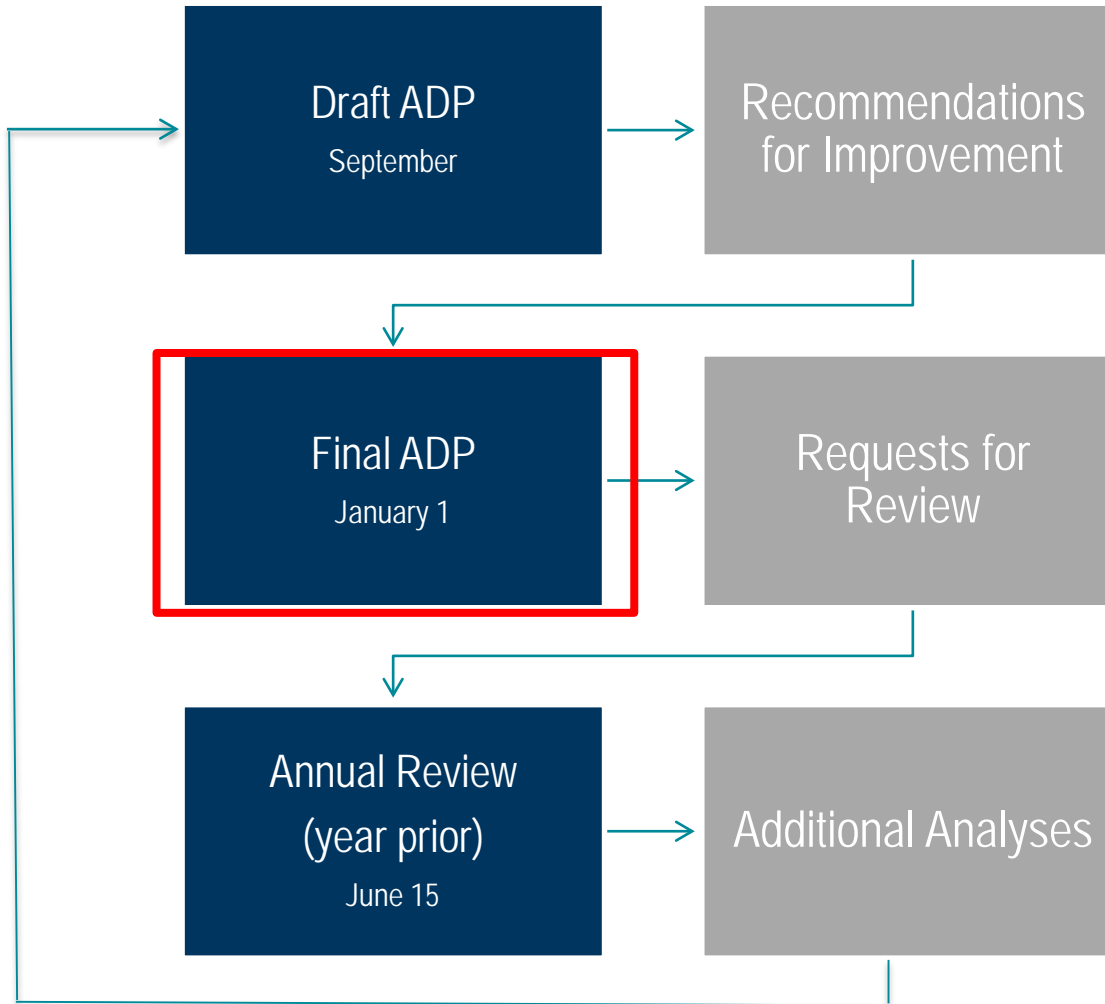 Draft ADP
September
Recommendations
for Improvement
Final ADP
January 1
Requests for
Review
Annual Review
(year prior)
June 15
Additional Analyses